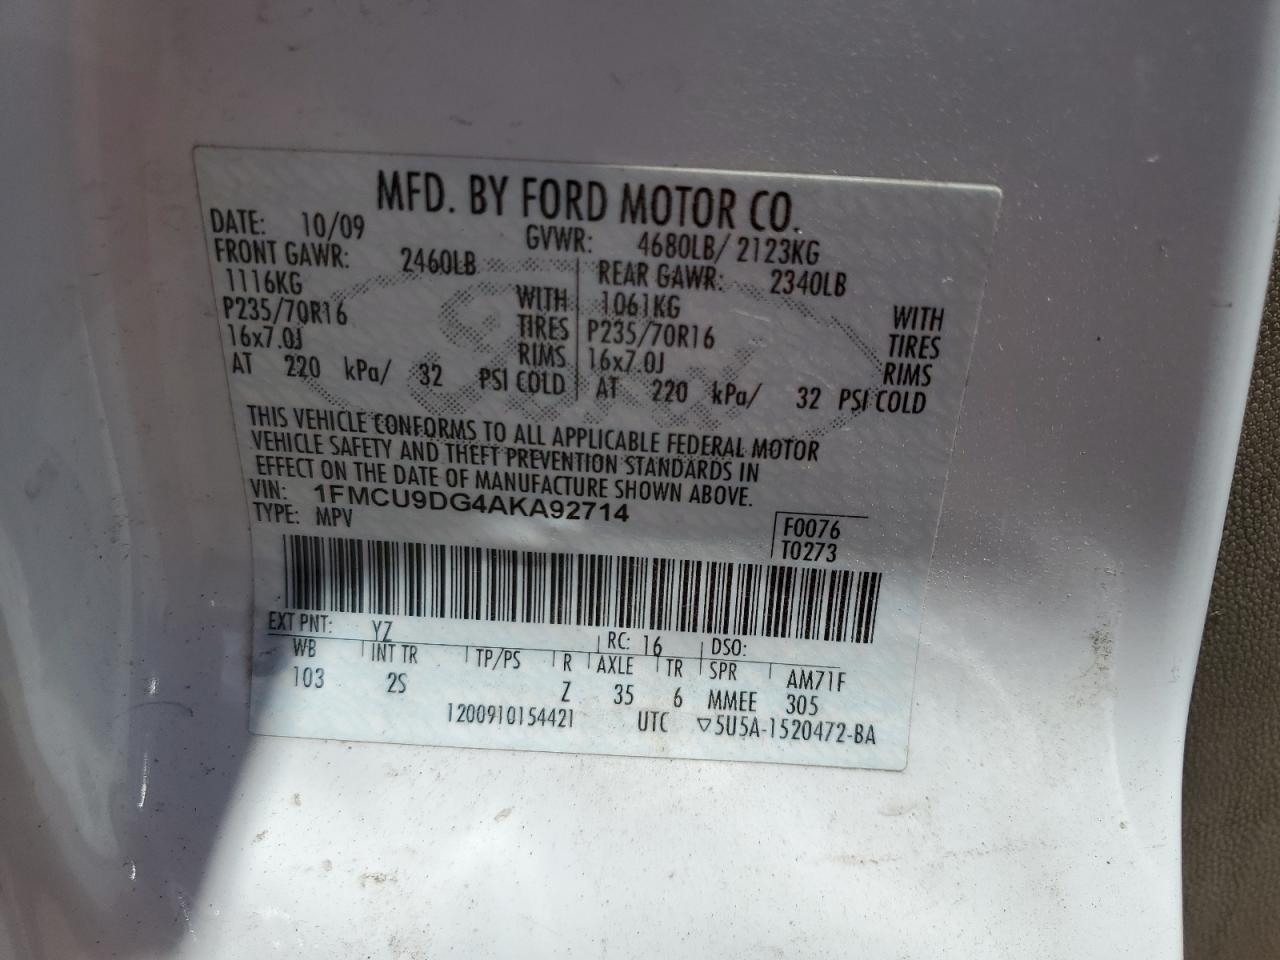 MFD. BY FORD MOTOR CO.
DATE: 10/09 GVWR: 4680LB/ 2123KG
FRONT GAWR: 2460LB REAR GAWR: 2340LB
1116KG WITH 1061KG WITH
P235/70R16 TIRES P235/70R16 TIRES
16x7.0J RIMS 16x7.0J RIMS
AT 220 kPa/ 32 PSI COLD AT 220 kPa/ 32 PSI COLD
THIS VEHICLE CONFORMS TO ALL APPLICABLE FEDERAL MOTOR
VEHICLE SAFETY AND THEFT PREVENTION STANDARDS IN
EFFECT ON THE DATE OF MANUFACTURE SHOWN ABOVE.
VIN: 1FMCU9DG4AKA92714
TYPE: MPV F0076
T0273
EXT PNT: YZ RC: 16 DSO:
WB INT TR TP/PS R AXLE TR SPR AM71F
103 2S Z 35 6 MMEE 305
1200910154421 UTC ▽5U5A-1520472-BA